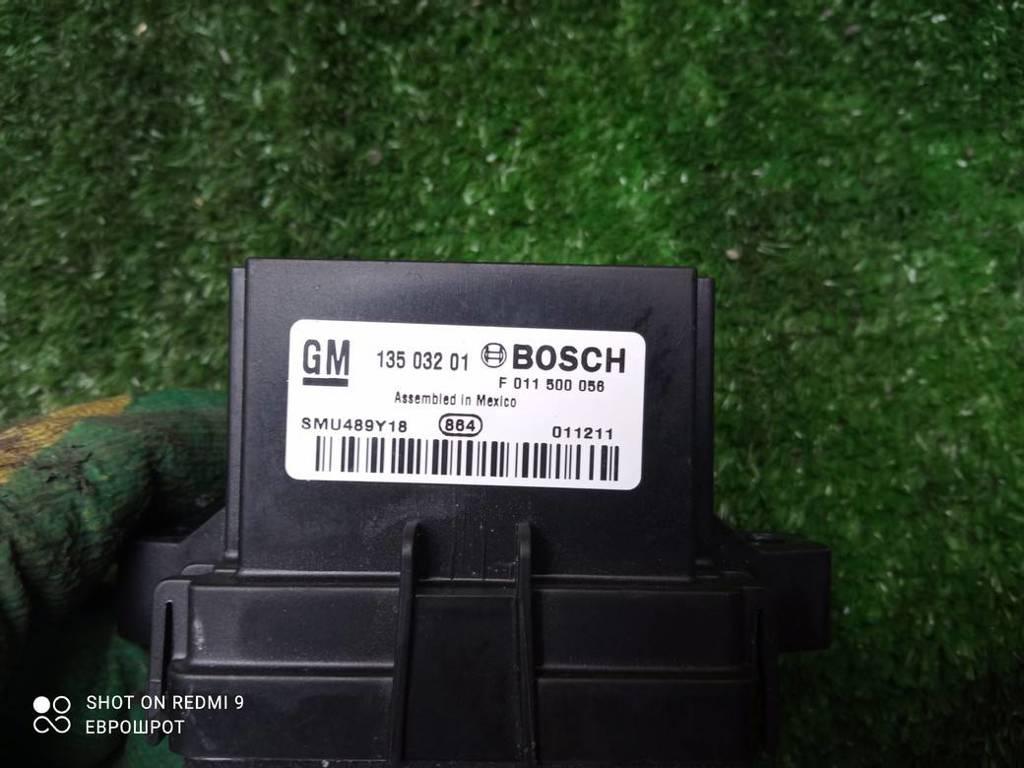 GM 135 032 01 BOSCH
F 011 500 056
Assembled in Mexico
SMU489Y18 864 011211
SHOT ON REDMI 9
ЕВРОШРОТ